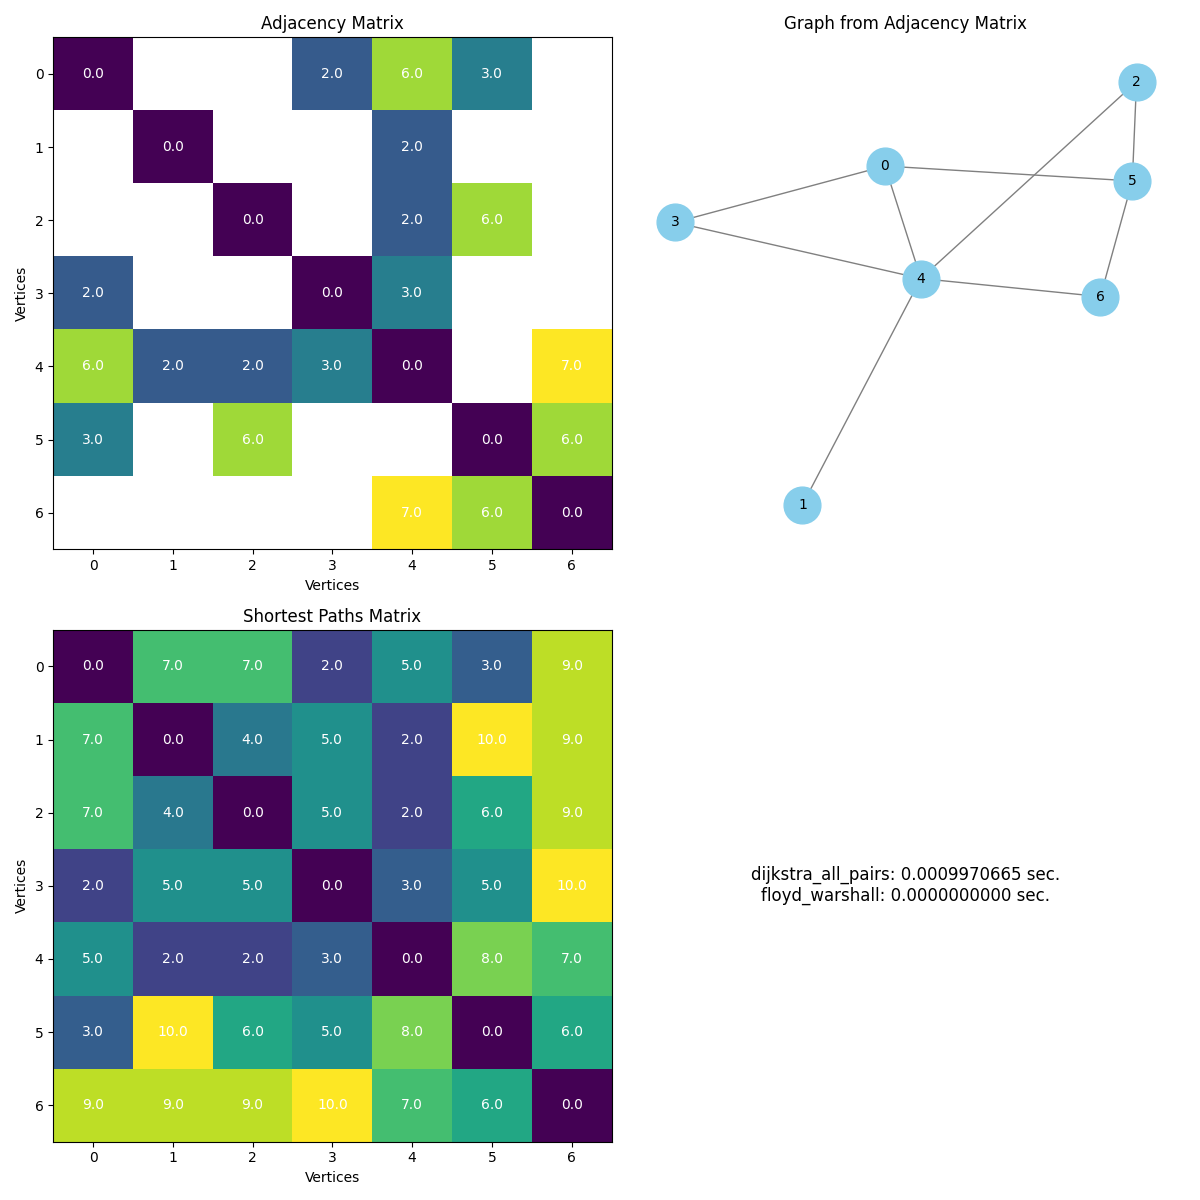 Adjacency Matrix
Vertices
0 0.0 2.0 6.0 3.0
1 0.0 2.0
2 0.0 2.0 6.0
3 2.0 0.0 3.0
4 6.0 2.0 2.0 3.0 0.0 7.0
5 3.0 6.0 0.0 6.0
6 7.0 6.0 0.0
0 1 2 3 4 5 6
Vertices
Graph from Adjacency Matrix
2
0
5
3
4
6
1
Shortest Paths Matrix
Vertices
0 0.0 7.0 7.0 2.0 5.0 3.0 9.0
1 7.0 0.0 4.0 5.0 2.0 10.0 9.0
2 7.0 4.0 0.0 5.0 2.0 6.0 9.0
3 2.0 5.0 5.0 0.0 3.0 5.0 10.0
4 5.0 2.0 2.0 3.0 0.0 8.0 7.0
5 3.0 10.0 6.0 5.0 8.0 0.0 6.0
6 9.0 9.0 9.0 10.0 7.0 6.0 0.0
0 1 2 3 4 5 6
Vertices
dijkstra_all_pairs: 0.0009970665 sec.
floyd_warshall: 0.0000000000 sec.